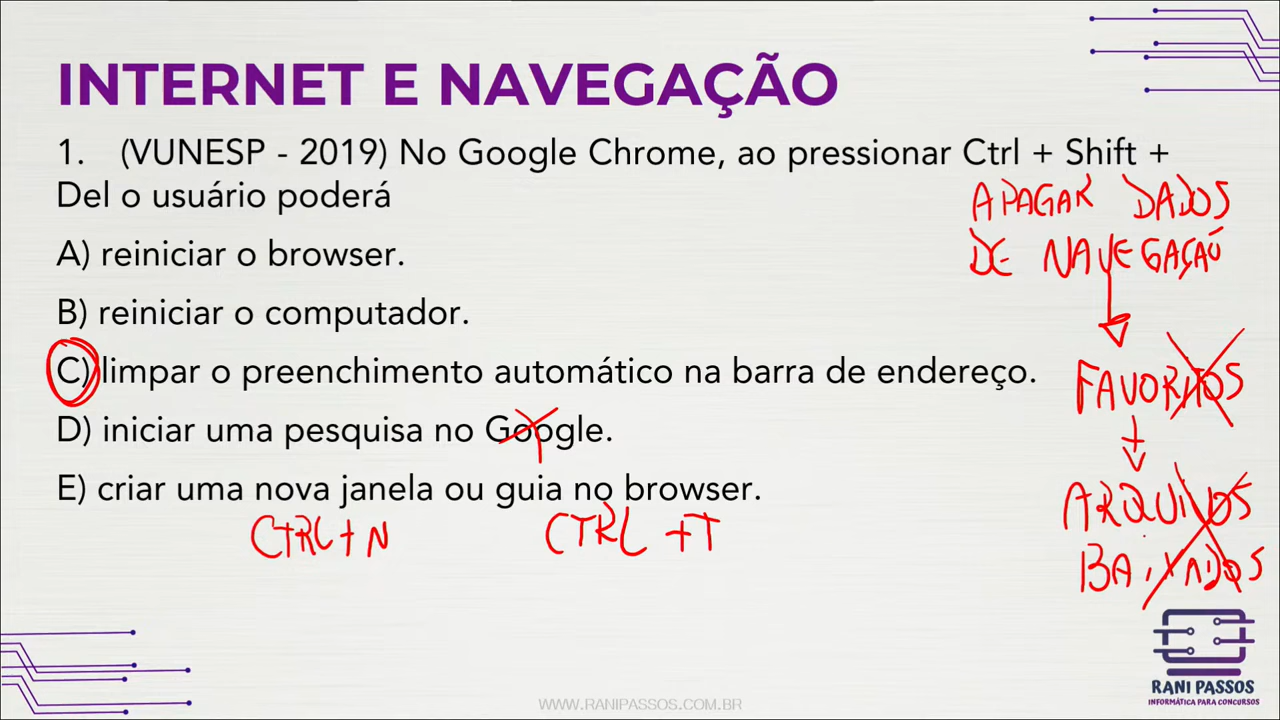 INTERNET E NAVEGAÇÃO
1. (VUNESP - 2019) No Google Chrome, ao pressionar Ctrl + Shift +
Del o usuário poderá
APAGAR DADOS
DE NAVEGAÇÃO
A) reiniciar o browser.
B) reiniciar o computador.
C) limpar o preenchimento automático na barra de endereço.
FAVORITOS
+
D) iniciar uma pesquisa no Google.
E) criar uma nova janela ou guia no browser.
CTRL+N CTRL+T
ARQUIVOS
BAIXADOS
RANI PASSOS
INFORMÁTICA PARA CONCURSOS
WWW.RANIPASSOS.COM.BR